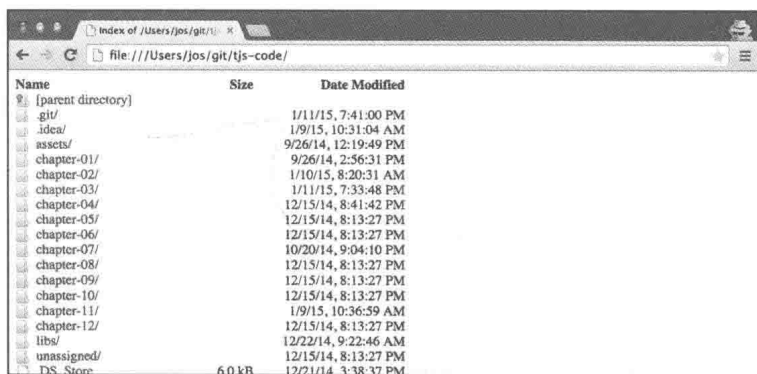 Index of /Users/jos/git/tj
file:///Users/jos/git/tjs-code/
Name Size Date Modified
[parent directory]
.git/ 1/11/15, 7:41:00 PM
.idea/ 1/9/15, 10:31:04 AM
assets/ 9/26/14, 12:19:49 PM
chapter-01/ 9/26/14, 2:56:31 PM
chapter-02/ 1/10/15, 8:20:31 AM
chapter-03/ 1/11/15, 7:33:48 PM
chapter-04/ 12/15/14, 8:41:42 PM
chapter-05/ 12/15/14, 8:13:27 PM
chapter-06/ 12/15/14, 8:13:27 PM
chapter-07/ 10/20/14, 9:04:10 PM
chapter-08/ 12/15/14, 8:13:27 PM
chapter-09/ 12/15/14, 8:13:27 PM
chapter-10/ 12/15/14, 8:13:27 PM
chapter-11/ 1/9/15, 10:36:59 AM
chapter-12/ 12/15/14, 8:13:27 PM
libs/ 12/22/14, 9:22:46 AM
unassigned/ 12/15/14, 8:13:27 PM
.DS_Store 6.0 kB 12/21/14, 3:38:37 PM